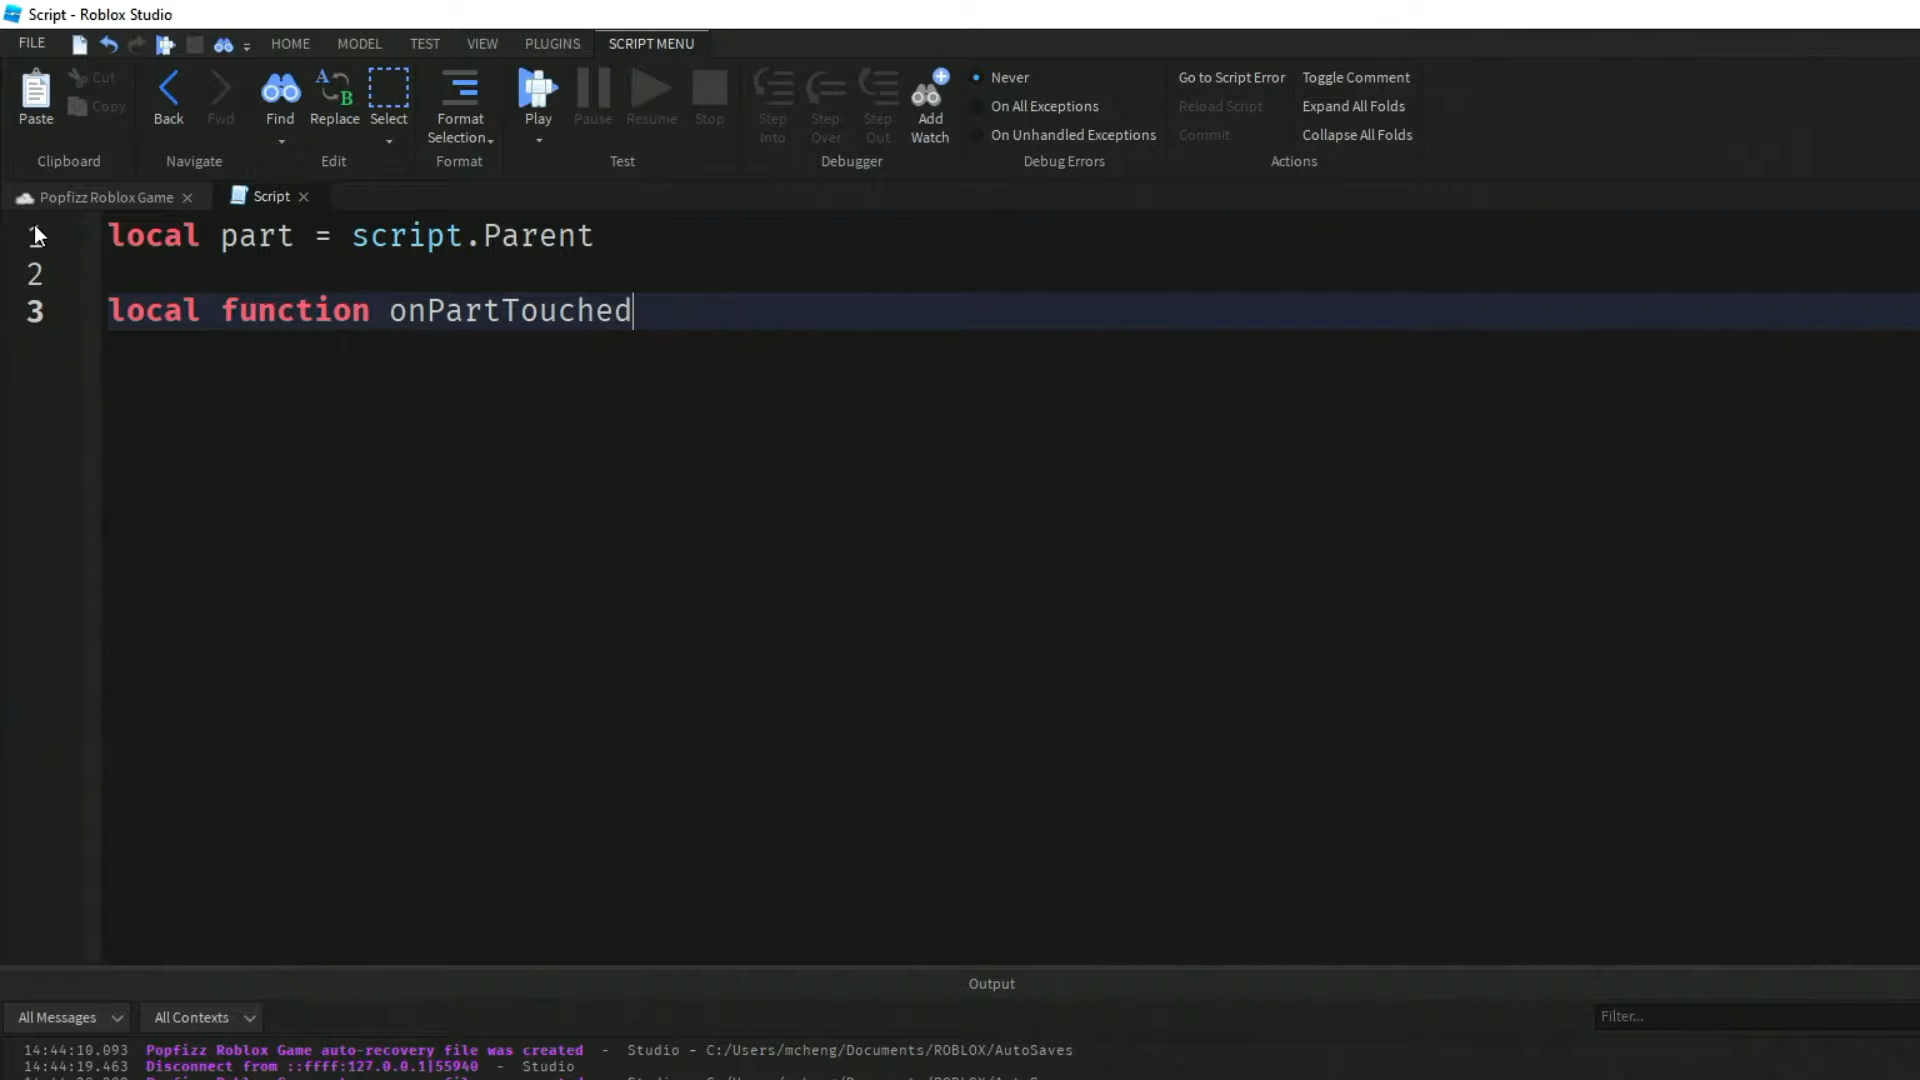 Script - Roblox Studio
FILE HOME MODEL TEST VIEW PLUGINS SCRIPT MENU
Paste Cut Copy
Clipboard
Back Fwd
Navigate
Find Replace Select
Edit
Format Selection
Format
Play Pause Resume Stop
Test
Step Into Step Over Step Out Add Watch
Debugger
Never
On All Exceptions
On Unhandled Exceptions
Debug Errors
Go to Script Error Toggle Comment
Reload Script Expand All Folds
Commit Collapse All Folds
Actions
Popfizz Roblox Game Script
local part = script.Parent
2
3 local function onPartTouched
Output
All Messages All Contexts Filter...
14:44:10.093 Popfizz Roblox Game auto-recovery file was created - Studio - C:/Users/mcheng/Documents/ROBLOX/AutoSaves
14:44:19.463 Disconnect from ::ffff:127.0.0.1|55940 - Studio